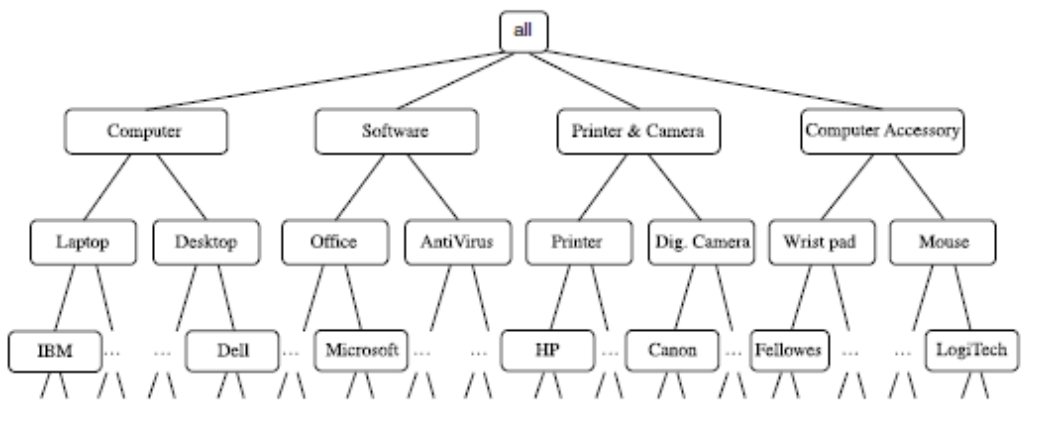 all
Computer
Software
Printer & Camera
Computer Accessory
Laptop
Desktop
Office
AntiVirus
Printer
Dig. Camera
Wrist pad
Mouse
IBM
...
...
Dell
...
Microsoft
...
...
HP
...
Canon
...
Fellowes
...
...
LogiTech